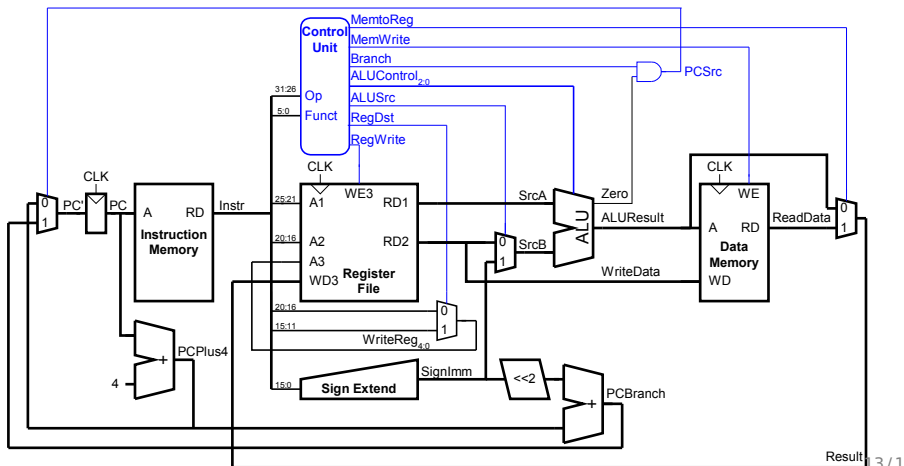 MemtoReg
Control
Unit
MemWrite
Branch
PCSrc
ALUControl2:0
31:26
Op
ALUSrc
5:0
Funct
RegDst
RegWrite
CLK
CLK
CLK
WE3
Zero
WE
25:21
A1
RD1
SrcA
0
1
PC'
PC
A
RD
Instr
Instruction
Memory
ALU
ALUResult
A
RD
ReadData
0
1
20:16
A2
RD2
0
1
SrcB
Data
Memory
A3
WD3
Register
File
WriteData
WD
20:16
0
15:11
1
WriteReg4:0
PCPlus4
+
4
SignImm
15:0
Sign Extend
<<2
PCBranch
+
Result
13/1